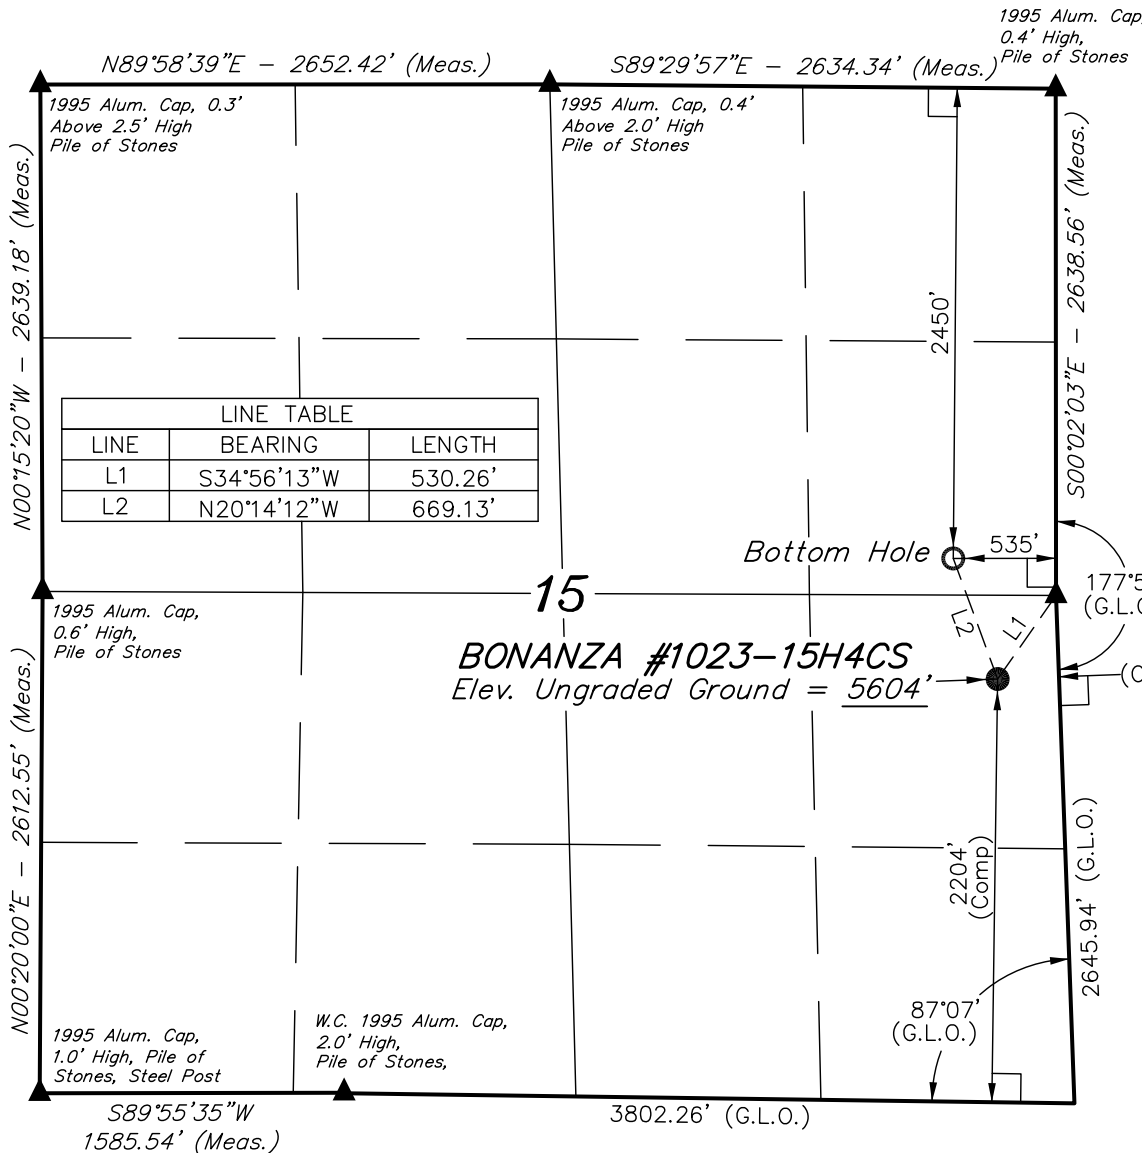 1995 Alum. Cap,
0.4' High,
Pile of Stones
N89°58'39"E - 2652.42' (Meas.)
S89°29'57"E - 2634.34' (Meas.)
1995 Alum. Cap, 0.3'
Above 2.5' High
Pile of Stones
1995 Alum. Cap, 0.4'
Above 2.0' High
Pile of Stones
N00°15'20"W - 2639.18' (Meas.)
S00°02'03"E - 2638.56' (Meas.)
2450'
LINE TABLE
LINE BEARING LENGTH
L1 S34°56'13"W 530.26'
L2 N20°14'12"W 669.13'
Bottom Hole
535'
177°5
(G.L.O
15
L2
L1
1995 Alum. Cap,
0.6' High,
Pile of Stones
BONANZA #1023-15H4CS
Elev. Ungraded Ground = 5604'
(C
N00°20'00"E - 2612.55' (Meas.)
2204'
(Comp)
2645.94' (G.L.O.)
87°07'
(G.L.O.)
1995 Alum. Cap,
1.0' High, Pile of
Stones, Steel Post
W.C. 1995 Alum. Cap,
2.0' High,
Pile of Stones,
S89°55'35"W
1585.54' (Meas.)
3802.26' (G.L.O.)